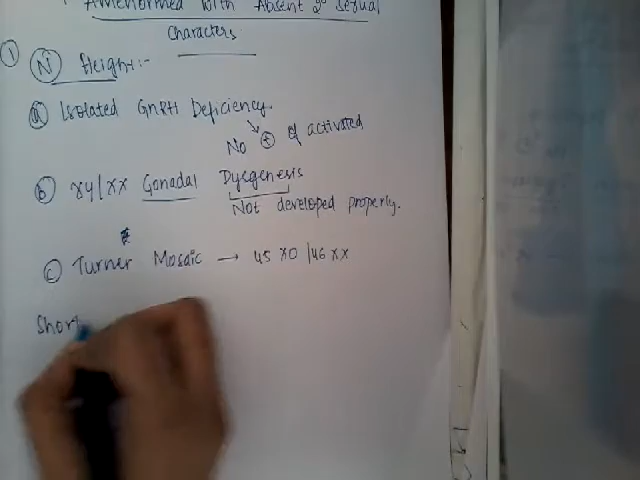 Amenorrhea with Absent 2° Sexual
Characters
① Ⓝ Height:-
ⓐ Isolated GnRH Deficiency
No ⊕ of activated
ⓑ xy/xx Gonadal Dysgenesis
Not developed properly.
ⓒ Turner Mosaic → 45 XO / 46 XX
Short